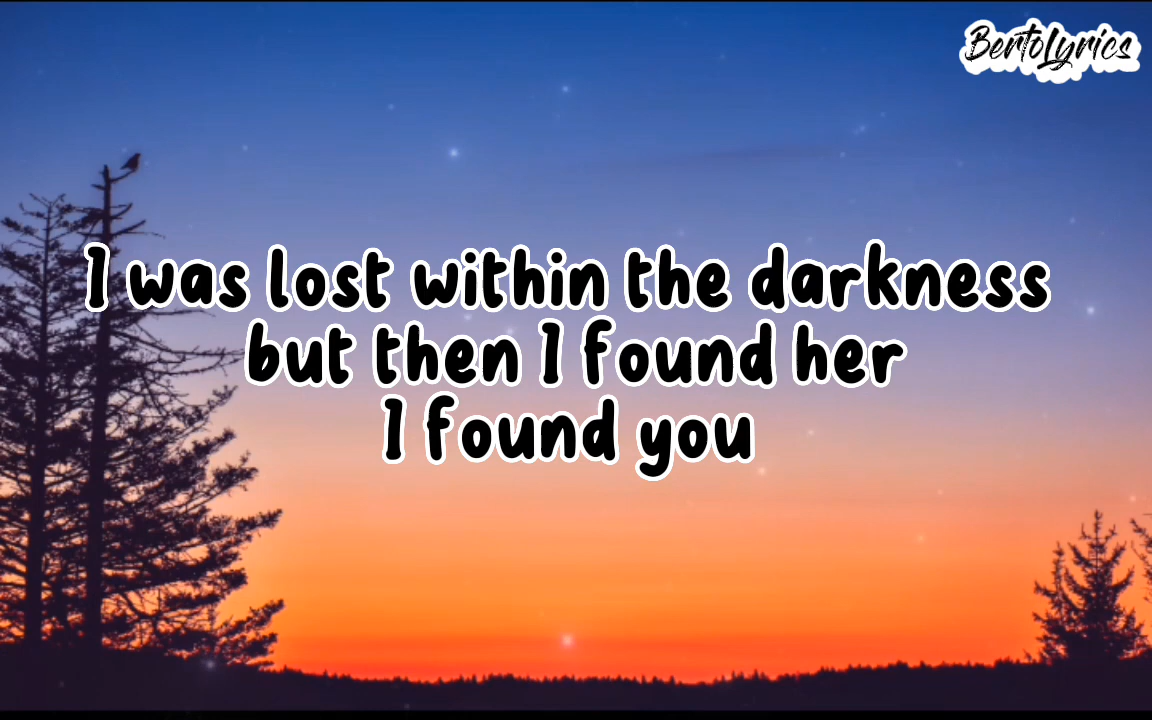 BertoLyrics
I was lost within the darkness
but then I found her
I found you